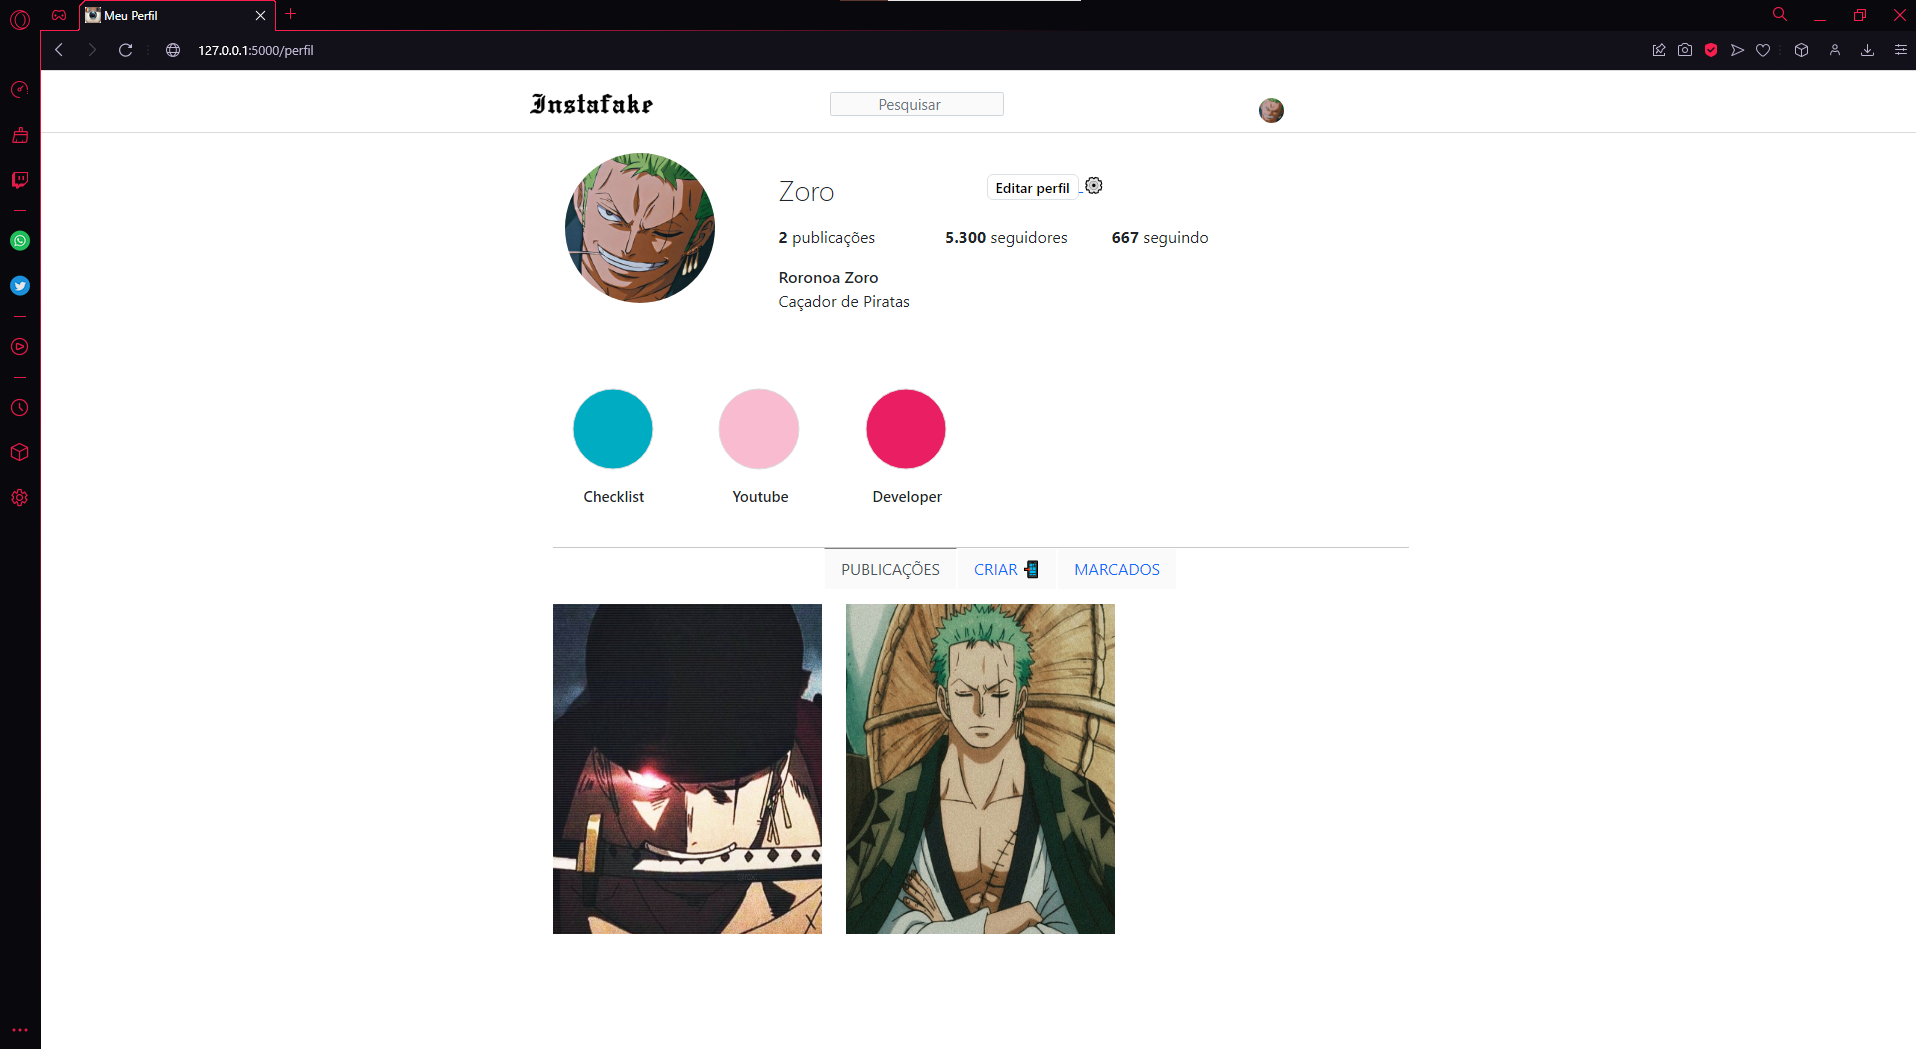 Meu Perfil
127.0.0.1:5000/perfil
Instafake
Pesquisar
Zoro
Editar perfil
2 publicações 5.300 seguidores 667 seguindo
Roronoa Zoro
Caçador de Piratas
Checklist Youtube Developer
PUBLICAÇÕES CRIAR MARCADOS